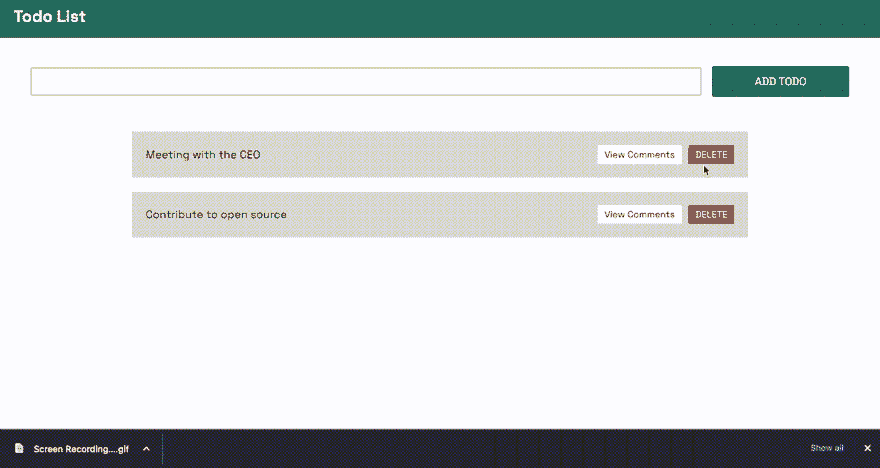 Todo List
ADD TODO
Meeting with the CEO
View Comments
DELETE
Contribute to open source
View Comments
DELETE
Screen Recording....gif
Show all